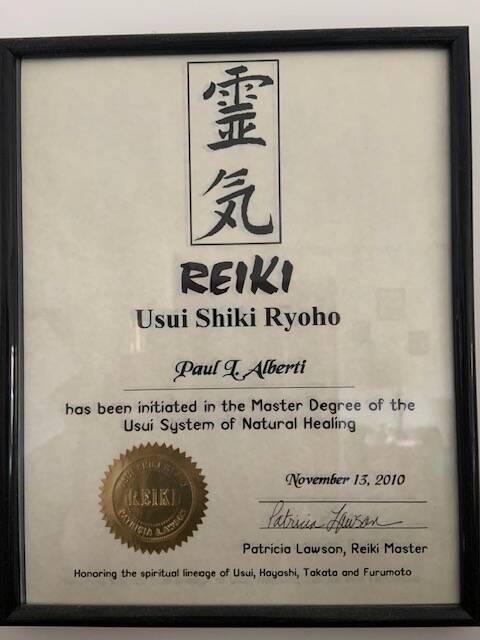 霊
気
REIKI
Usui Shiki Ryoho
Paul I. Alberti
has been initiated in the Master Degree of the
Usui System of Natural Healing
November 13, 2010
REIKI
PATRICIA LAWSON
Patricia Lawson
Patricia Lawson, Reiki Master
Honoring the spiritual lineage of Usui, Hayashi, Takata and Furumoto